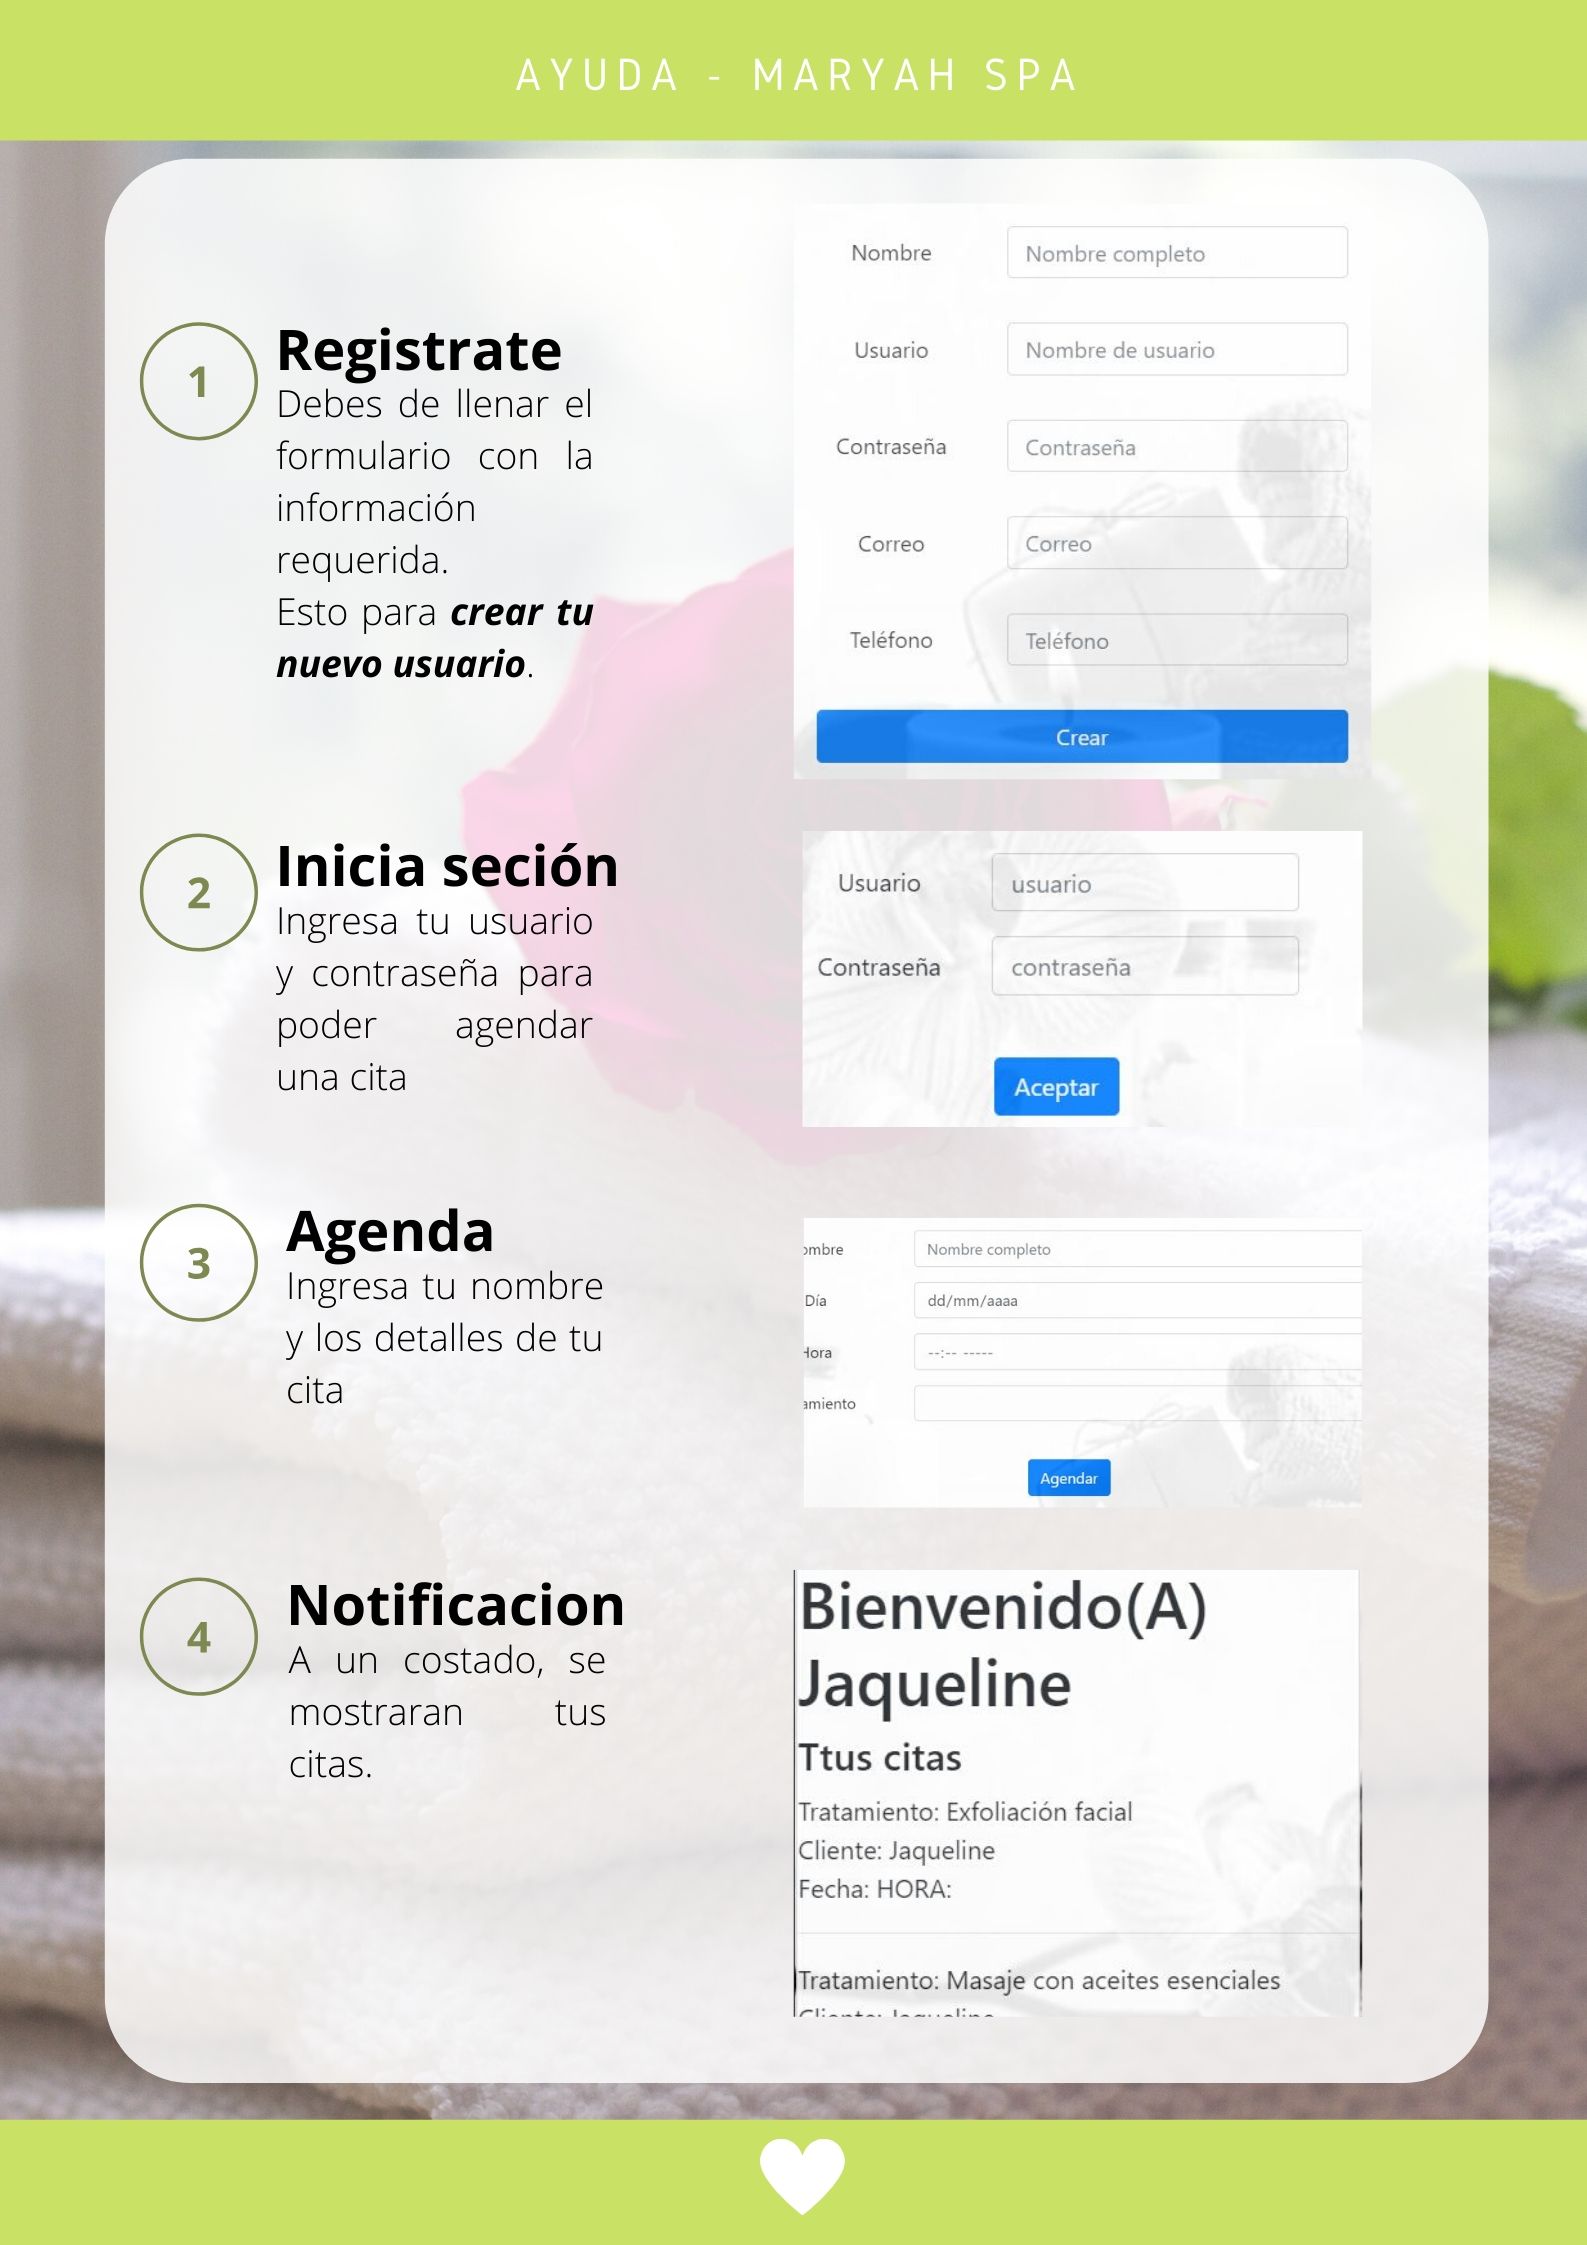 AYUDA - MARYAH SPA
1
Registrate
Debes de llenar el
formulario con la
información
requerida.
Esto para crear tu
nuevo usuario.
Nombre Nombre completo
Usuario Nombre de usuario
Contraseña Contraseña
Correo Correo
Teléfono Teléfono
Crear
2
Inicia seción
Ingresa tu usuario
y contraseña para
poder agendar
una cita
Usuario usuario
Contraseña contraseña
Aceptar
3
Agenda
Ingresa tu nombre
y los detalles de tu
cita
ombre Nombre completo
Día dd/mm/aaaa
Hora --:-- -----
amiento
Agendar
4
Notificacion
A un costado, se
mostraran tus
citas.
Bienvenido(A)
Jaqueline
Ttus citas
Tratamiento: Exfoliación facial
Cliente: Jaqueline
Fecha: HORA:
Tratamiento: Masaje con aceites esenciales
Cliente: Jaqueline